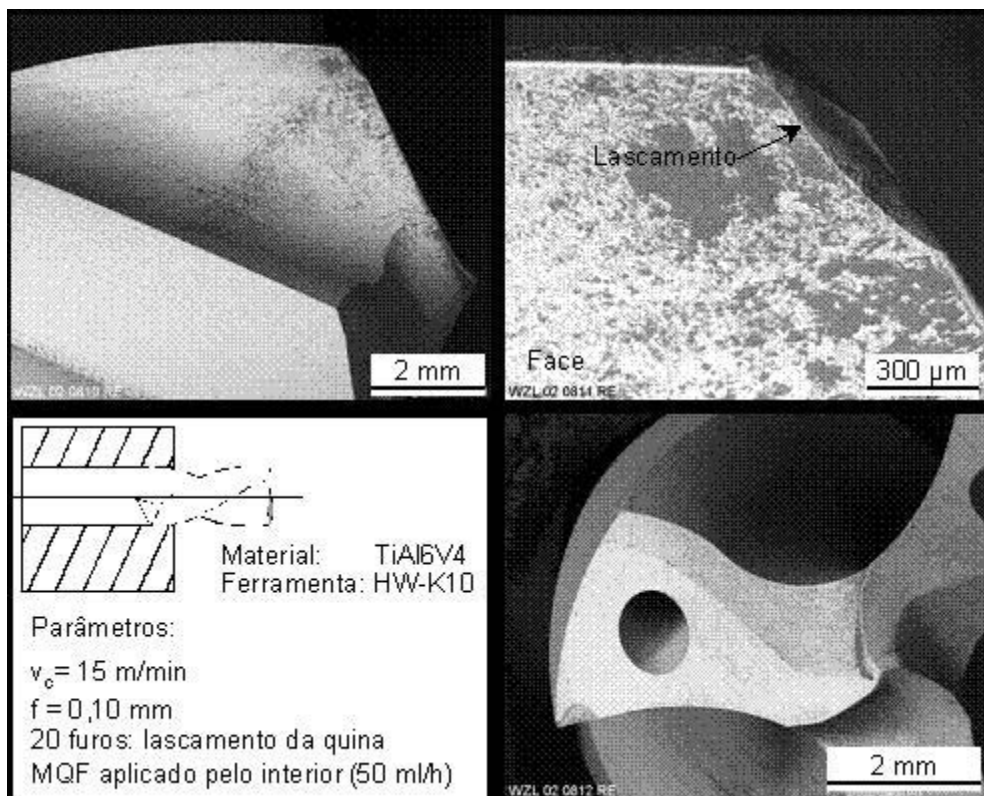 2 mm
WZL 02 0810 RE
Lascamento
Face
300 µm
WZL 02 0811 RE
Material: TiAl6V4
Ferramenta: HW-K10
Parâmetros:
vc= 15 m/min
f = 0,10 mm
20 furos: lascamento da quina
MQF aplicado pelo interior (50 ml/h)
2 mm
WZL 02 0812 RE